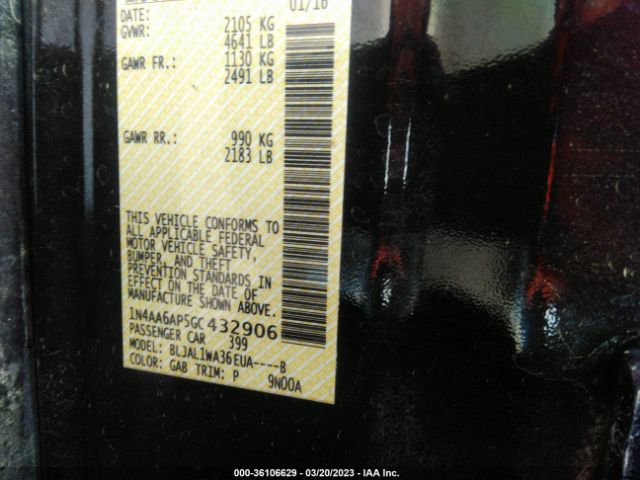 DATE: 01/16
GVWR: 2105 KG
4641 LB
GAWR FR.: 1130 KG
2491 LB
GAWR RR.: 990 KG
2183 LB
THIS VEHICLE CONFORMS TO
ALL APPLICABLE FEDERAL
MOTOR VEHICLE SAFETY,
BUMPER, AND THEFT
PREVENTION STANDARDS IN
EFFECT ON THE DATE OF
MANUFACTURE SHOWN ABOVE.
1N4AA6AP5GC432906
PASSENGER CAR 399
MODEL: BLJAL1WA36EUA----B
COLOR: GAB TRIM: P 9N00A
000-36106629 - 03/20/2023 - IAA Inc.